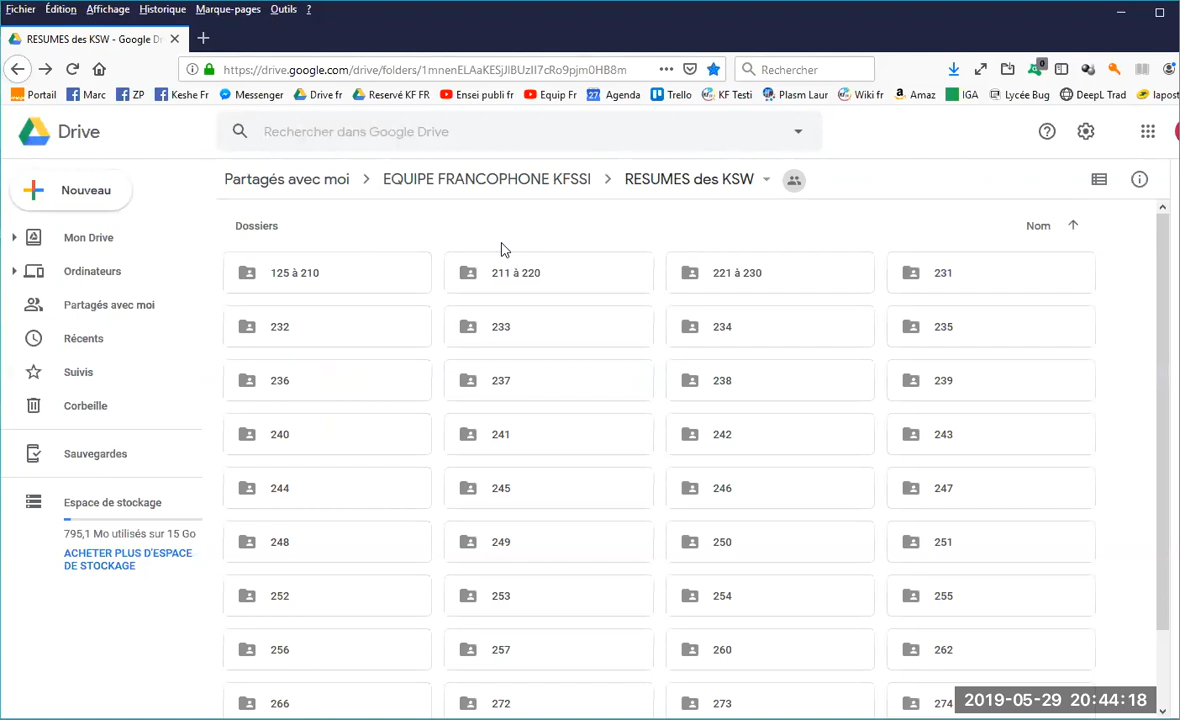 Fichier Édition Affichage Historique Marque-pages Outils ?
RESUMES des KSW - Google D
https://drive.google.com/drive/folders/1mnenELAaKESjJIBUzII7cRo9pjm0HB8m
Rechercher
0
Portail Marc ZP Keshe Fr Messenger Drive fr Reservé KF FR Ensei publi fr Equip Fr 27 Agenda Trello KF Testi Plasm Laur Wiki fr Amaz IGA Lycée Bug DeepL Trad lapost
Drive
Rechercher dans Google Drive
Nouveau
Partagés avec moi > EQUIPE FRANCOPHONE KFSSI > RESUMES des KSW
Mon Drive
Ordinateurs
Partagés avec moi
Récents
Suivis
Corbeille
Sauvegardes
Espace de stockage
795,1 Mo utilisés sur 15 Go
ACHETER PLUS D'ESPACE
DE STOCKAGE
Dossiers Nom
125 à 210 211 à 220 221 à 230 231
232 233 234 235
236 237 238 239
240 241 242 243
244 245 246 247
248 249 250 251
252 253 254 255
256 257 260 262
266 272 273 274
2019-05-29 20:44:18